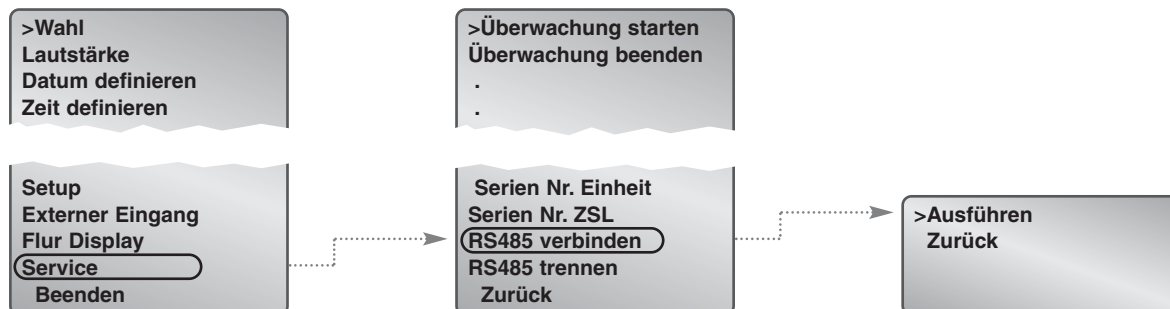 >Wahl
Lautstärke
Datum definieren
Zeit definieren
Setup
Externer Eingang
Flur Display
Service
Beenden
>Überwachung starten
Überwachung beenden
.
.
Serien Nr. Einheit
Serien Nr. ZSL
RS485 verbinden
RS485 trennen
Zurück
>Ausführen
Zurück